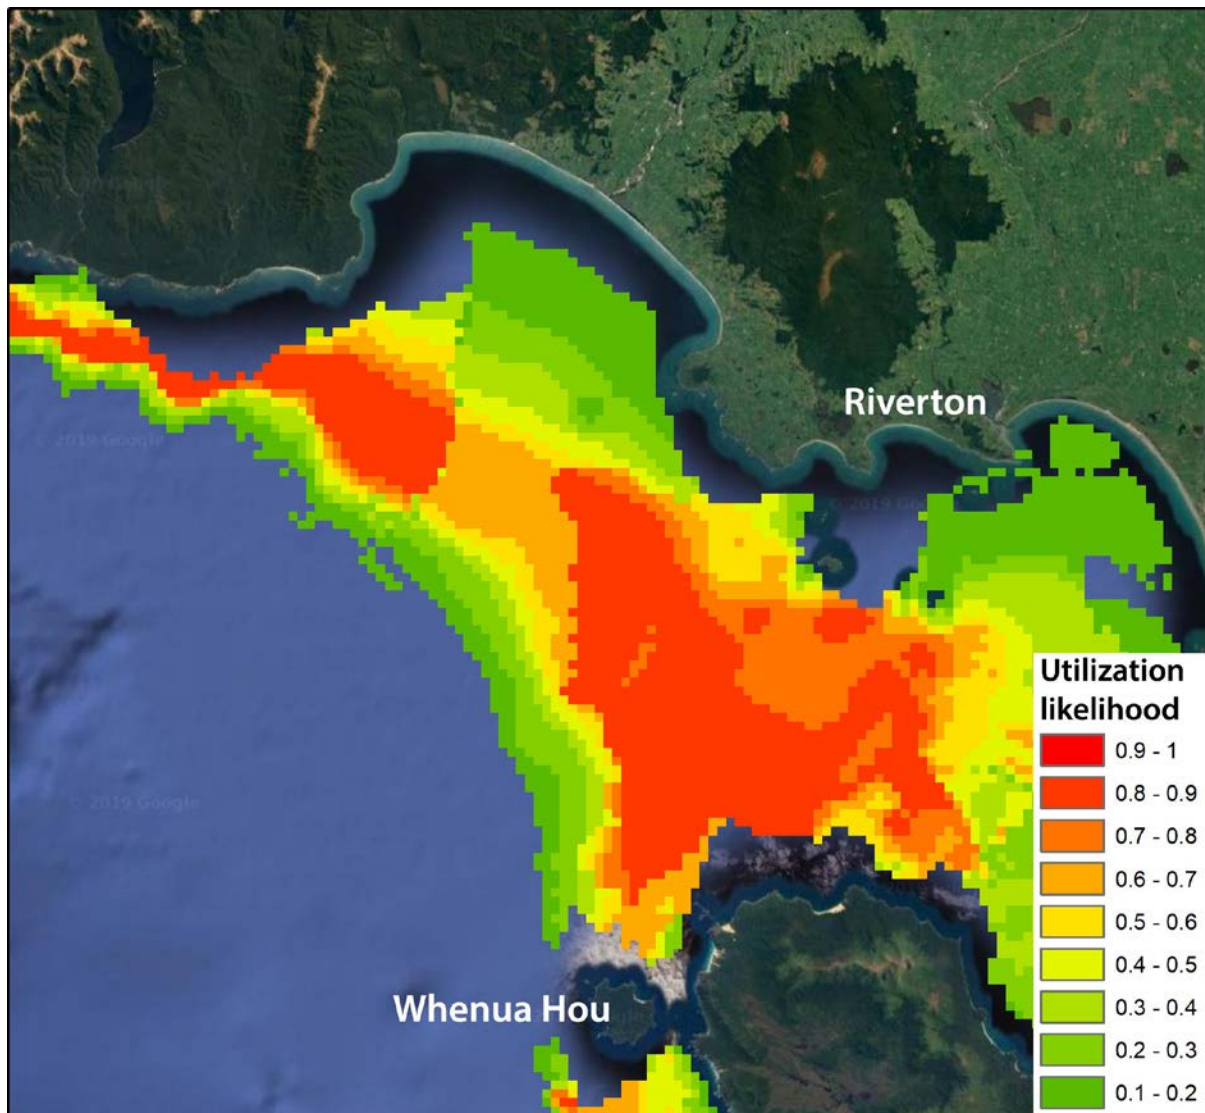 Riverton
© 2019 Google
© 2019 Google
Utilization
likelihood
0.9 - 1
0.8 - 0.9
0.7 - 0.8
0.6 - 0.7
0.5 - 0.6
0.4 - 0.5
0.3 - 0.4
0.2 - 0.3
0.1 - 0.2
Whenua Hou